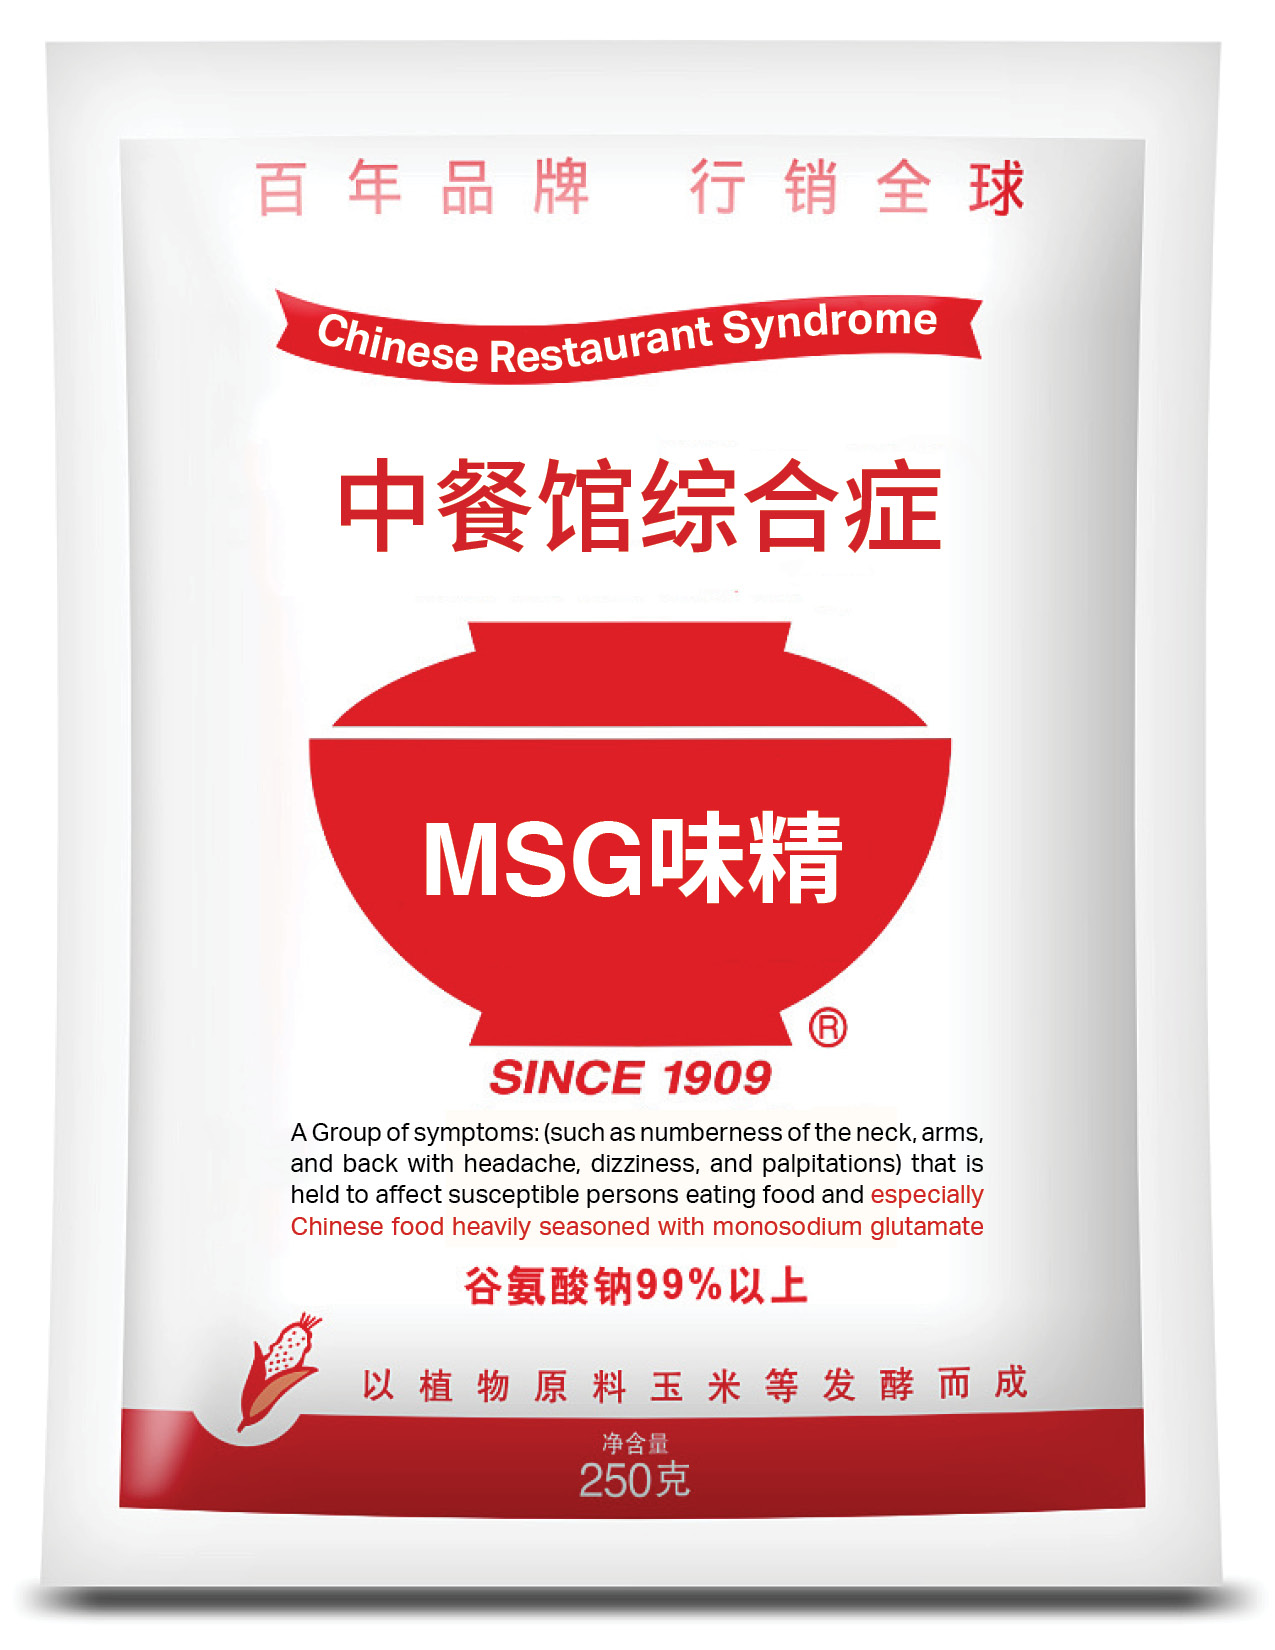 百年品牌 行销全球
Chinese Restaurant Syndrome
中餐馆综合症
MSG味精
®
SINCE 1909
A Group of symptoms: (such as numberness of the neck, arms,
and back with headache, dizziness, and palpitations) that is
held to affect susceptible persons eating food and especially
Chinese food heavily seasoned with monosodium glutamate
谷氨酸钠99%以上
以植物原料玉米等发酵而成
净含量
250克